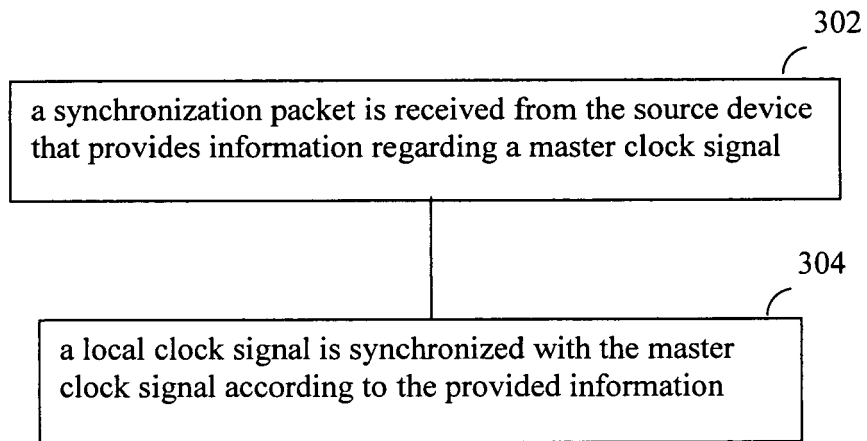 302
a synchronization packet is received from the source device
that provides information regarding a master clock signal
304
a local clock signal is synchronized with the master
clock signal according to the provided information